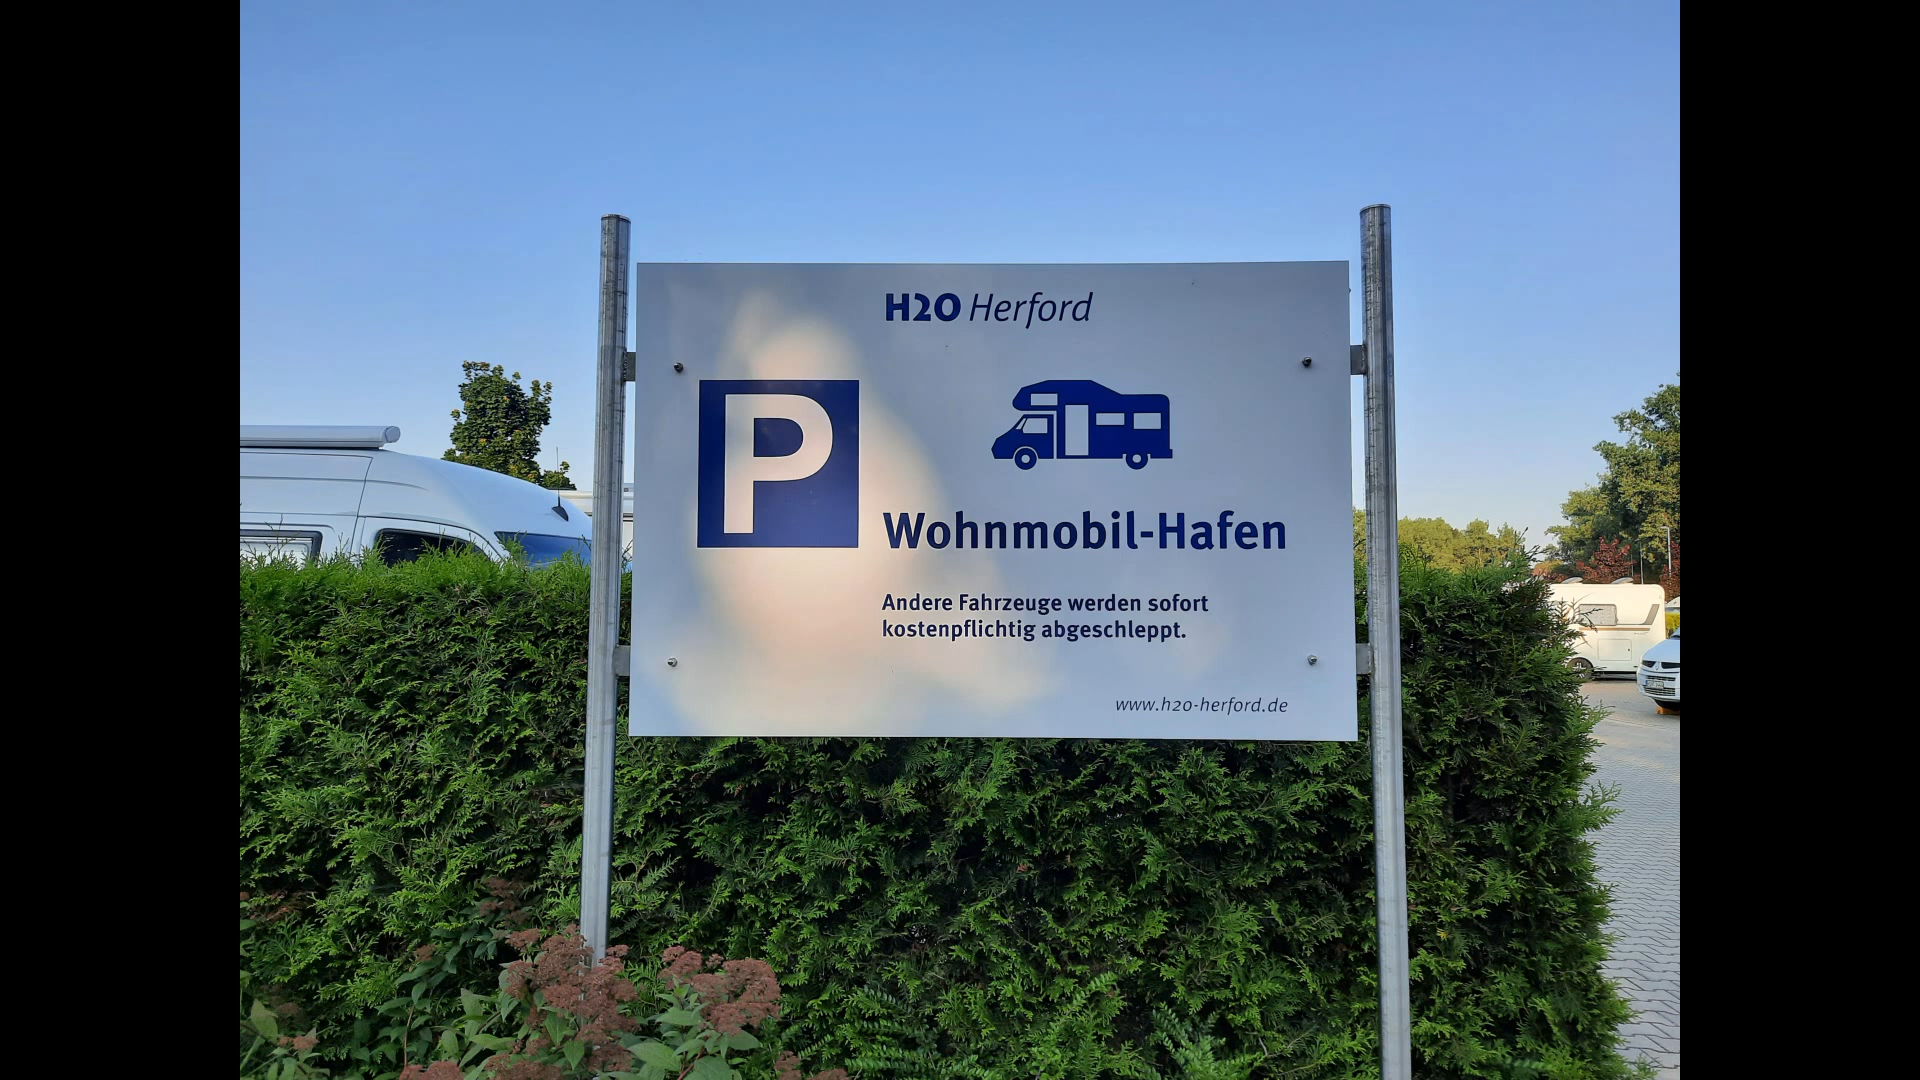 H2O Herford
P
Wohnmobil-Hafen
Andere Fahrzeuge werden sofort
kostenpflichtig abgeschleppt.
www.h2o-herford.de